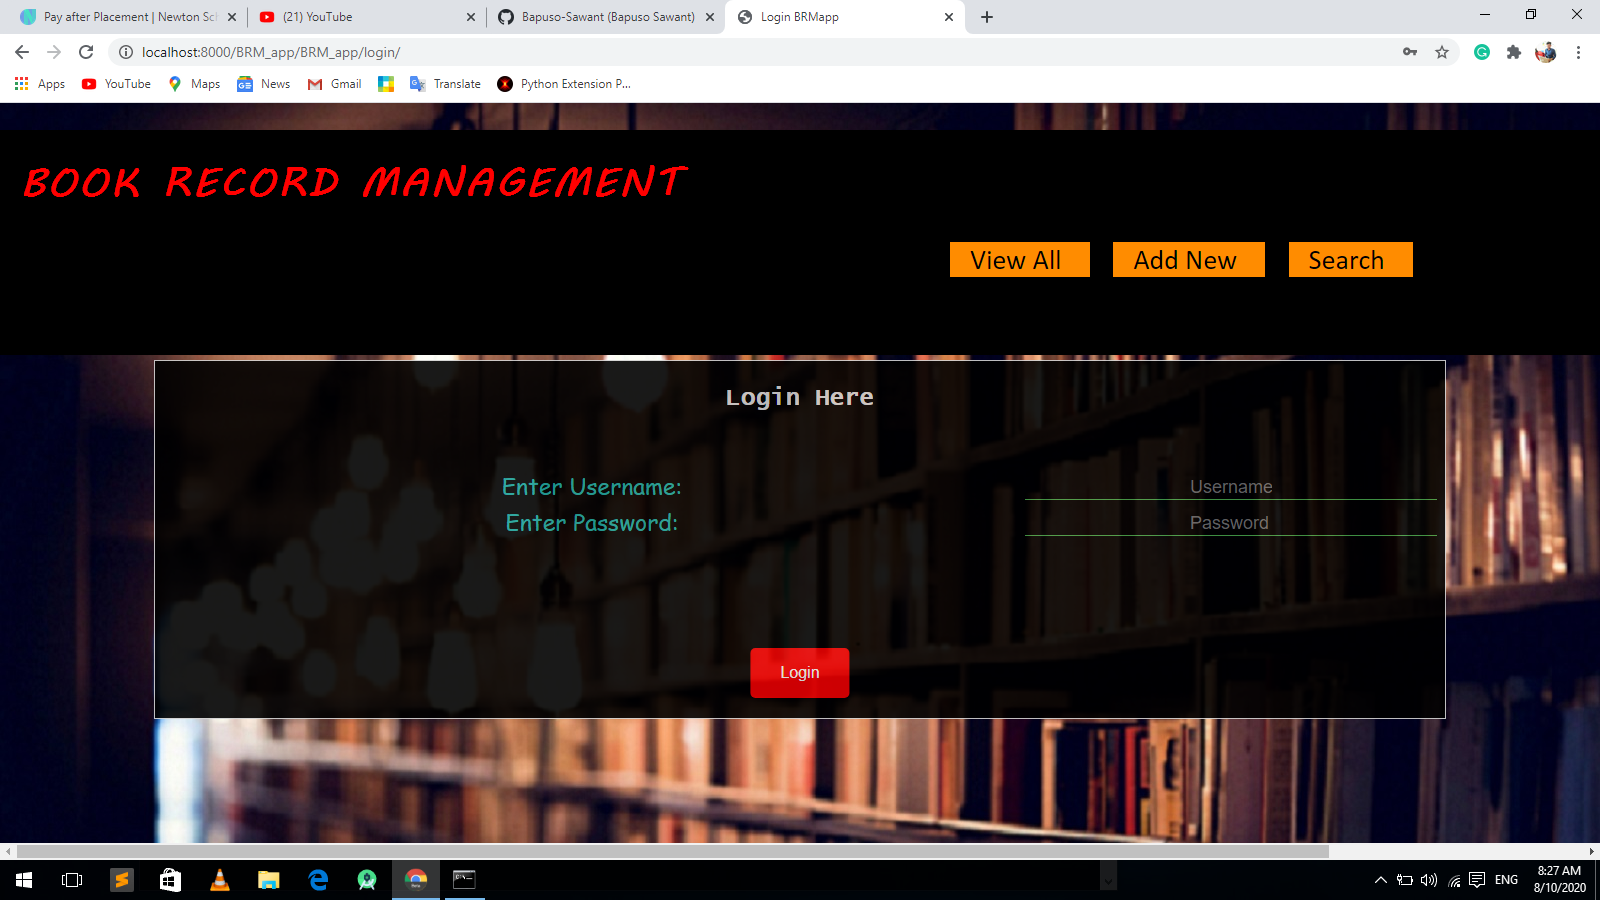 Pay after Placement | Newton Sch
(21) YouTube
Bapuso-Sawant (Bapuso Sawant)
Login BRMapp
localhost:8000/BRM_app/BRM_app/login/
Apps
YouTube
Maps
News
Gmail
Translate
Python Extension P...
BOOK RECORD MANAGEMENT
View All
Add New
Search
Login Here
Enter Username:
Username
Enter Password:
Password
Login
ENG
8:27 AM
8/10/2020